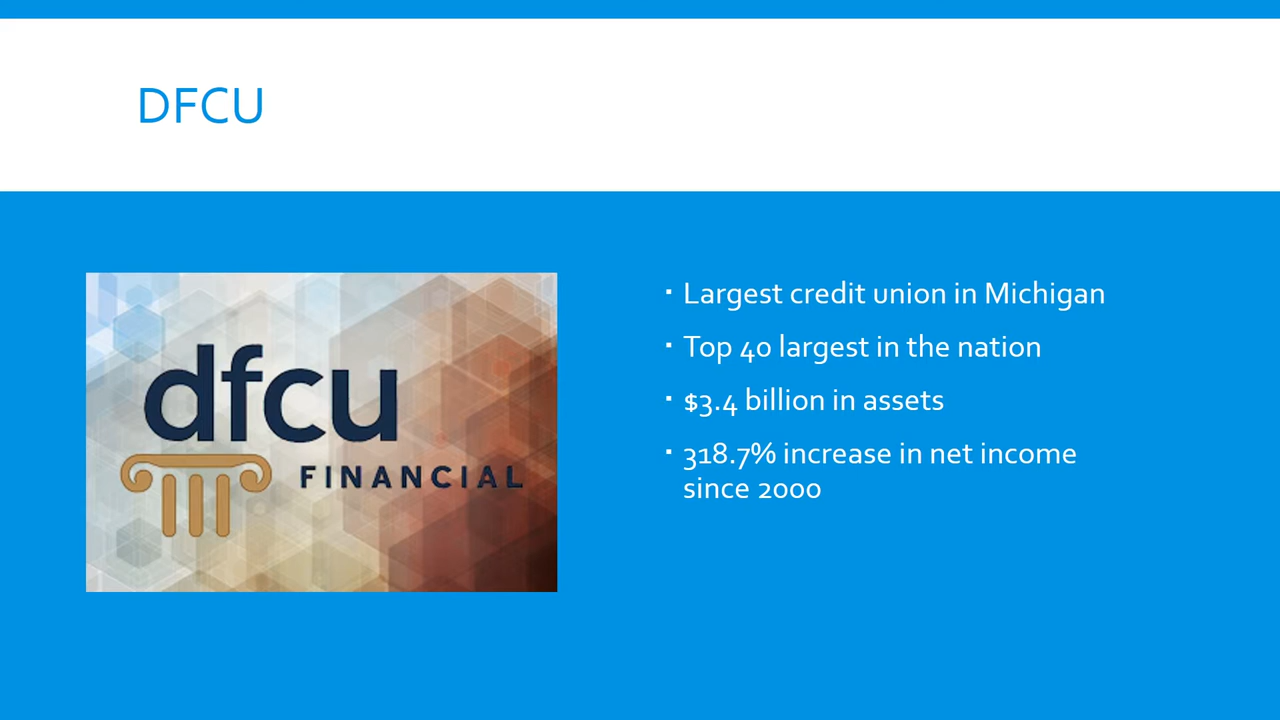 DFCU
dfcu
FINANCIAL
▪ Largest credit union in Michigan
▪ Top 40 largest in the nation
▪ $3.4 billion in assets
▪ 318.7% increase in net income
since 2000